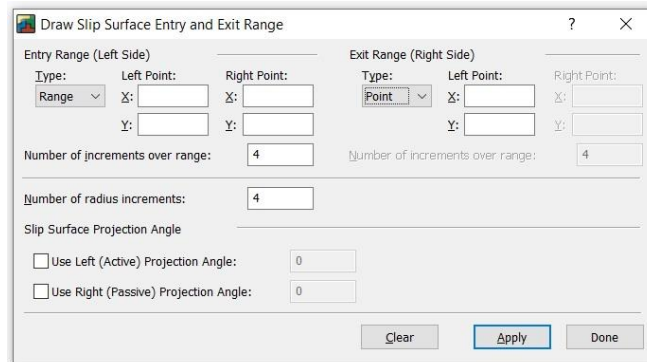 Draw Slip Surface Entry and Exit Range ? X
Entry Range (Left Side) Exit Range (Right Side)
Type: Left Point: Right Point: Type: Left Point: Right Point:
Range X: X: Point X: X:
Y: Y: Y: Y:
Number of increments over range: 4 Number of increments over range: 4
Number of radius increments: 4
Slip Surface Projection Angle
Use Left (Active) Projection Angle: 0
Use Right (Passive) Projection Angle: 0
Clear Apply Done